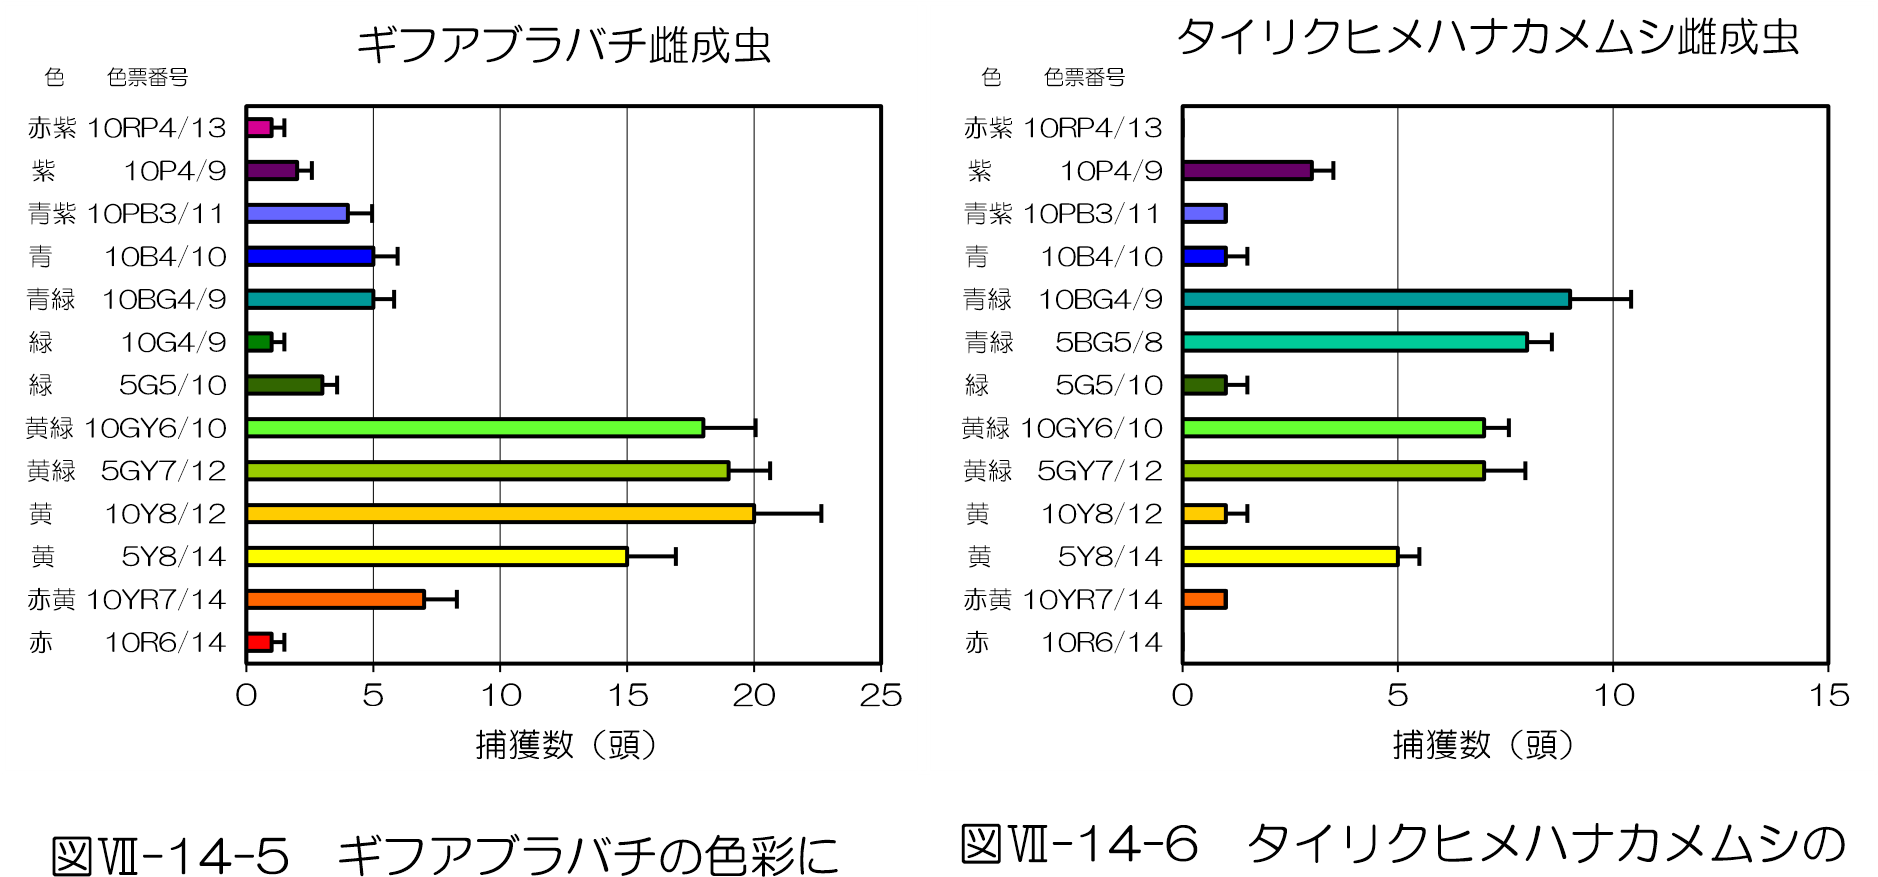 ギフアブラバチ雌成虫
色 色票番号
赤紫 10RP4/13
紫 10P4/9
青紫 10PB3/11
青 10B4/10
青緑 10BG4/9
緑 10G4/9
緑 5G5/10
黄緑 10GY6/10
黄緑 5GY7/12
黄 10Y8/12
黄 5Y8/14
赤黄 10YR7/14
赤 10R6/14
0 5 10 15 20 25
捕獲数（頭）
図Ⅶ-14-5 ギフアブラバチの色彩に
タイリクヒメハナカメムシ雌成虫
色 色票番号
赤紫 10RP4/13
紫 10P4/9
青紫 10PB3/11
青 10B4/10
青緑 10BG4/9
青緑 5BG5/8
緑 5G5/10
黄緑 10GY6/10
黄緑 5GY7/12
黄 10Y8/12
黄 5Y8/14
赤黄 10YR7/14
赤 10R6/14
0 5 10 15
捕獲数（頭）
図Ⅶ-14-6 タイリクヒメハナカメムシの